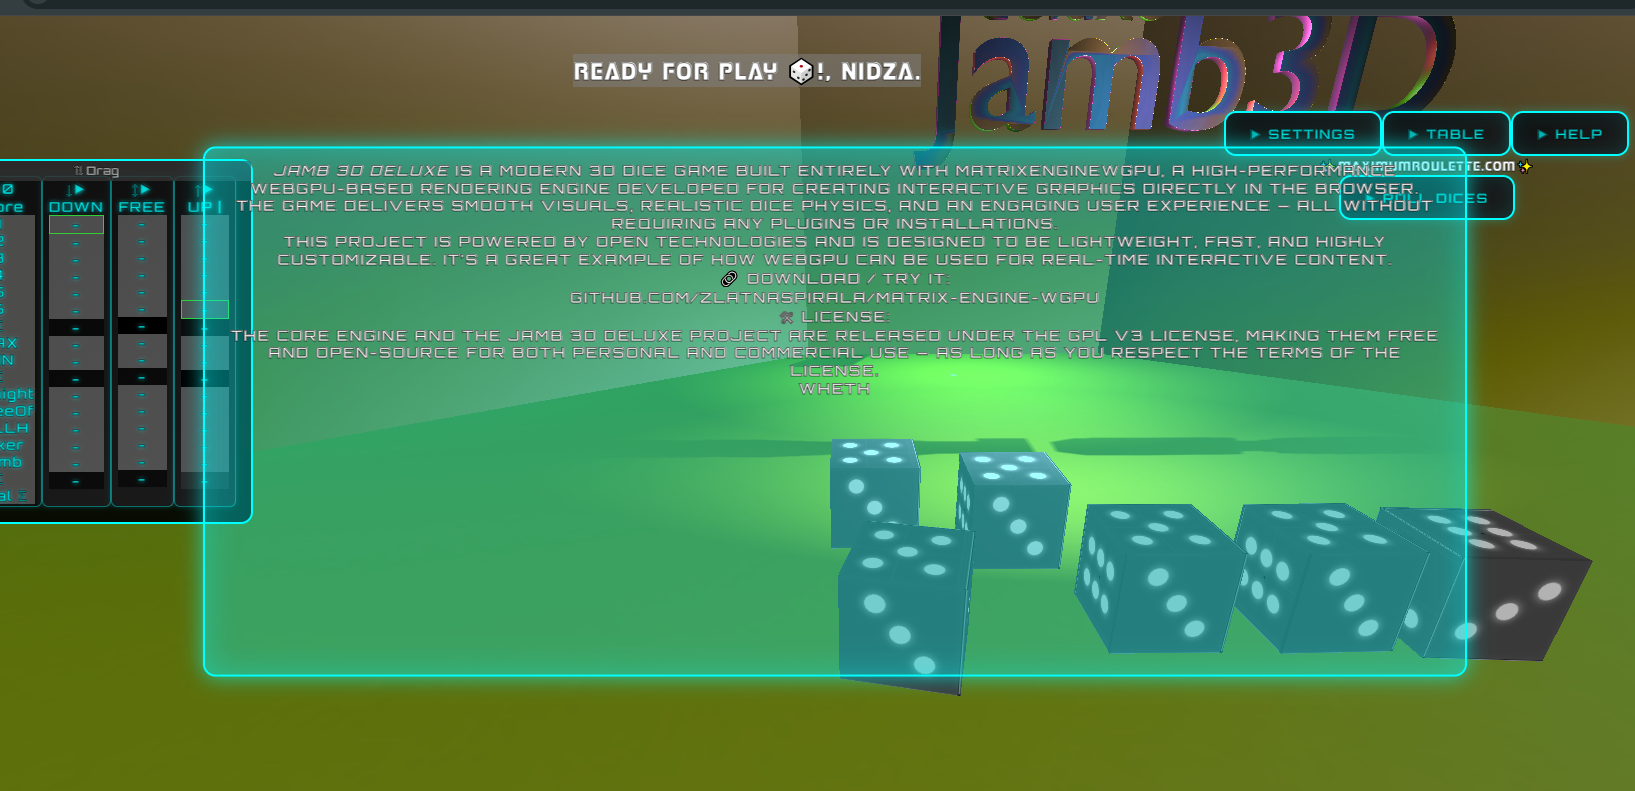 Jamb3D
READY FOR PLAY 🎲!, NIDZA.
▶ SETTINGS
▶ TABLE
▶ HELP
✨MAXIMUMROULETTE.COM✨
DICES
⇅ Drag
↓▶ ↕▶ ↑▶
DOWN FREE UP |
JAMB 3D DELUXE IS A MODERN 3D DICE GAME BUILT ENTIRELY WITH MATRIXENGINEWGPU, A HIGH-PERFORMANCE
WEBGPU-BASED RENDERING ENGINE DEVELOPED FOR CREATING INTERACTIVE GRAPHICS DIRECTLY IN THE BROWSER.
THE GAME DELIVERS SMOOTH VISUALS, REALISTIC DICE PHYSICS, AND AN ENGAGING USER EXPERIENCE — ALL WITHOUT
REQUIRING ANY PLUGINS OR INSTALLATIONS.
THIS PROJECT IS POWERED BY OPEN TECHNOLOGIES AND IS DESIGNED TO BE LIGHTWEIGHT, FAST, AND HIGHLY
CUSTOMIZABLE. IT'S A GREAT EXAMPLE OF HOW WEBGPU CAN BE USED FOR REAL-TIME INTERACTIVE CONTENT.
🔗 DOWNLOAD / TRY IT:
GITHUB.COM/ZLATNASPIRALA/MATRIX-ENGINE-WGPU
🛠 LICENSE:
THE CORE ENGINE AND THE JAMB 3D DELUXE PROJECT ARE RELEASED UNDER THE GPL V3 LICENSE, MAKING THEM FREE
AND OPEN-SOURCE FOR BOTH PERSONAL AND COMMERCIAL USE — AS LONG AS YOU RESPECT THE TERMS OF THE
LICENSE.
WHETH